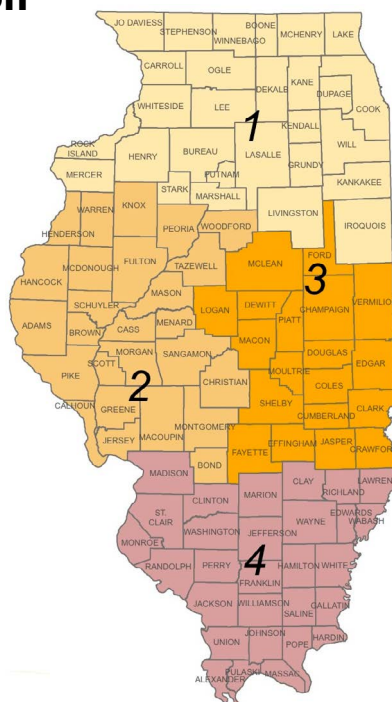 JO DAVIESS
STEPHENSON
WINNEBAGO
BOONE
MCHENRY
LAKE
CARROLL
OGLE
DEKALB
KANE
DUPAGE
COOK
WHITESIDE
LEE
1
KENDALL
ROCK
ISLAND
HENRY
BUREAU
LASALLE
WILL
GRUNDY
MERCER
PUTNAM
STARK
MARSHALL
KANKAKEE
LIVINGSTON
IROQUOIS
WARREN
KNOX
PEORIA
WOODFORD
HENDERSON
FULTON
TAZEWELL
MCLEAN
FORD
3
HANCOCK
MCDONOUGH
MASON
LOGAN
DEWITT
CHAMPAIGN
VERMILIO
SCHUYLER
PIATT
ADAMS
BROWN
CASS
MENARD
MACON
MORGAN
SANGAMON
DOUGLAS
EDGAR
SCOTT
2
CHRISTIAN
MOULTRIE
PIKE
COLES
CALHOUN
GREENE
SHELBY
CUMBERLAND
CLARK
MACOUPIN
MONTGOMERY
JERSEY
BOND
FAYETTE
EFFINGHAM
JASPER
CRAWFOR
MADISON
CLAY
LAWREN
CLINTON
MARION
RICHLAND
ST.
CLAIR
WAYNE
EDWARDS
WABASH
WASHINGTON
JEFFERSON
MONROE
4
RANDOLPH
PERRY
HAMILTON
WHITE
FRANKLIN
JACKSON
WILLIAMSON
SALINE
GALLATIN
UNION
JOHNSON
POPE
HARDIN
PULASKI
ALEXANDER
MASSAC